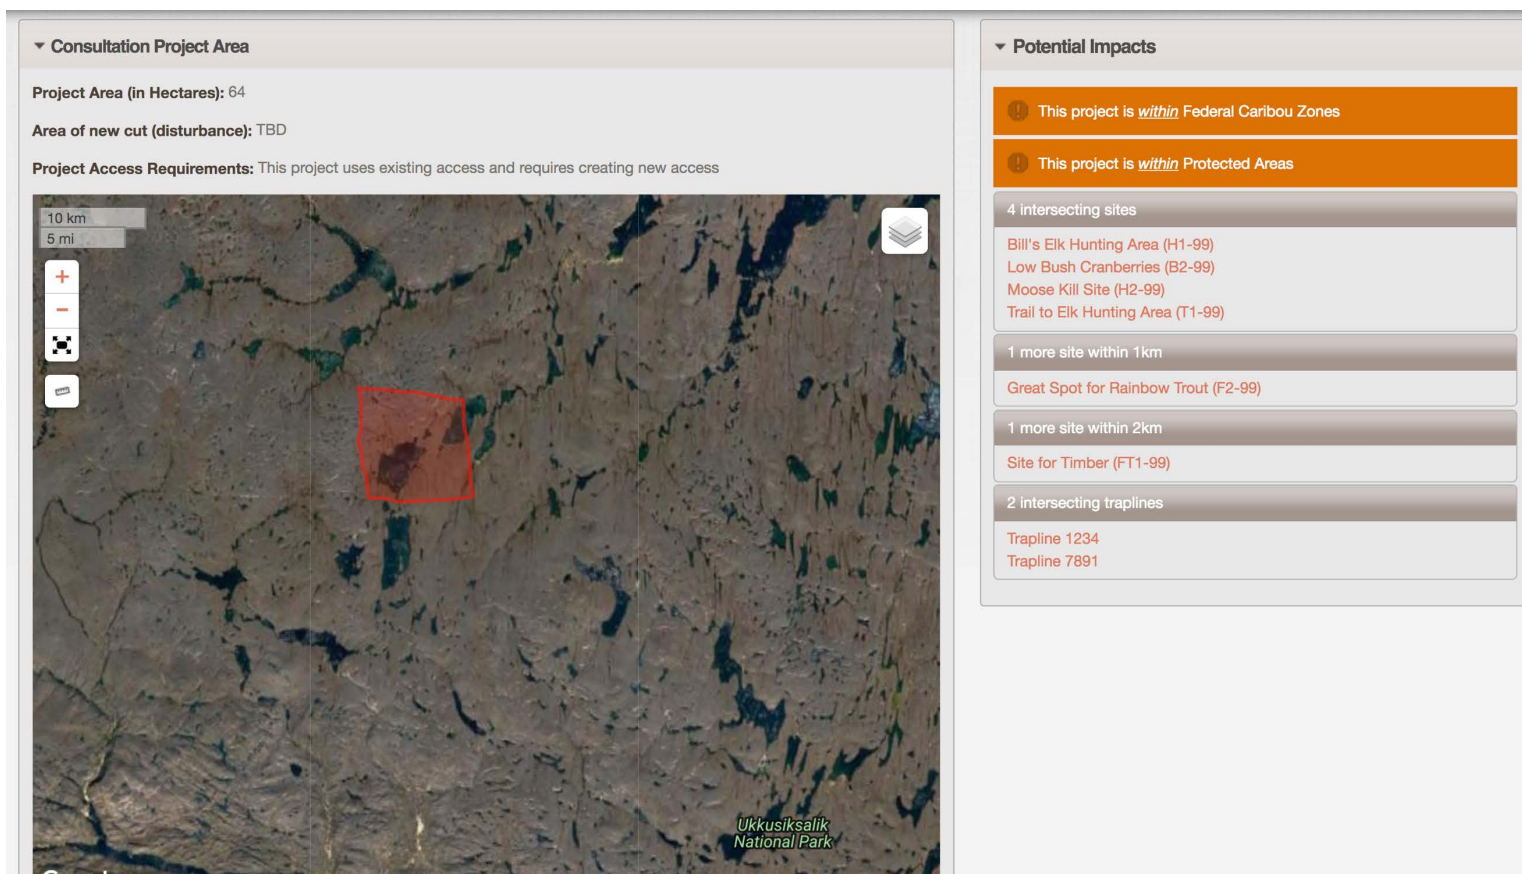 Consultation Project Area
Project Area (in Hectares): 64
Area of new cut (disturbance): TBD
Project Access Requirements: This project uses existing access and requires creating new access
10 km
5 mi
+
−
Ukkusiksalik
National Park
Potential Impacts
This project is within Federal Caribou Zones
This project is within Protected Areas
4 intersecting sites
Bill's Elk Hunting Area (H1-99)
Low Bush Cranberries (B2-99)
Moose Kill Site (H2-99)
Trail to Elk Hunting Area (T1-99)
1 more site within 1km
Great Spot for Rainbow Trout (F2-99)
1 more site within 2km
Site for Timber (FT1-99)
2 intersecting traplines
Trapline 1234
Trapline 7891